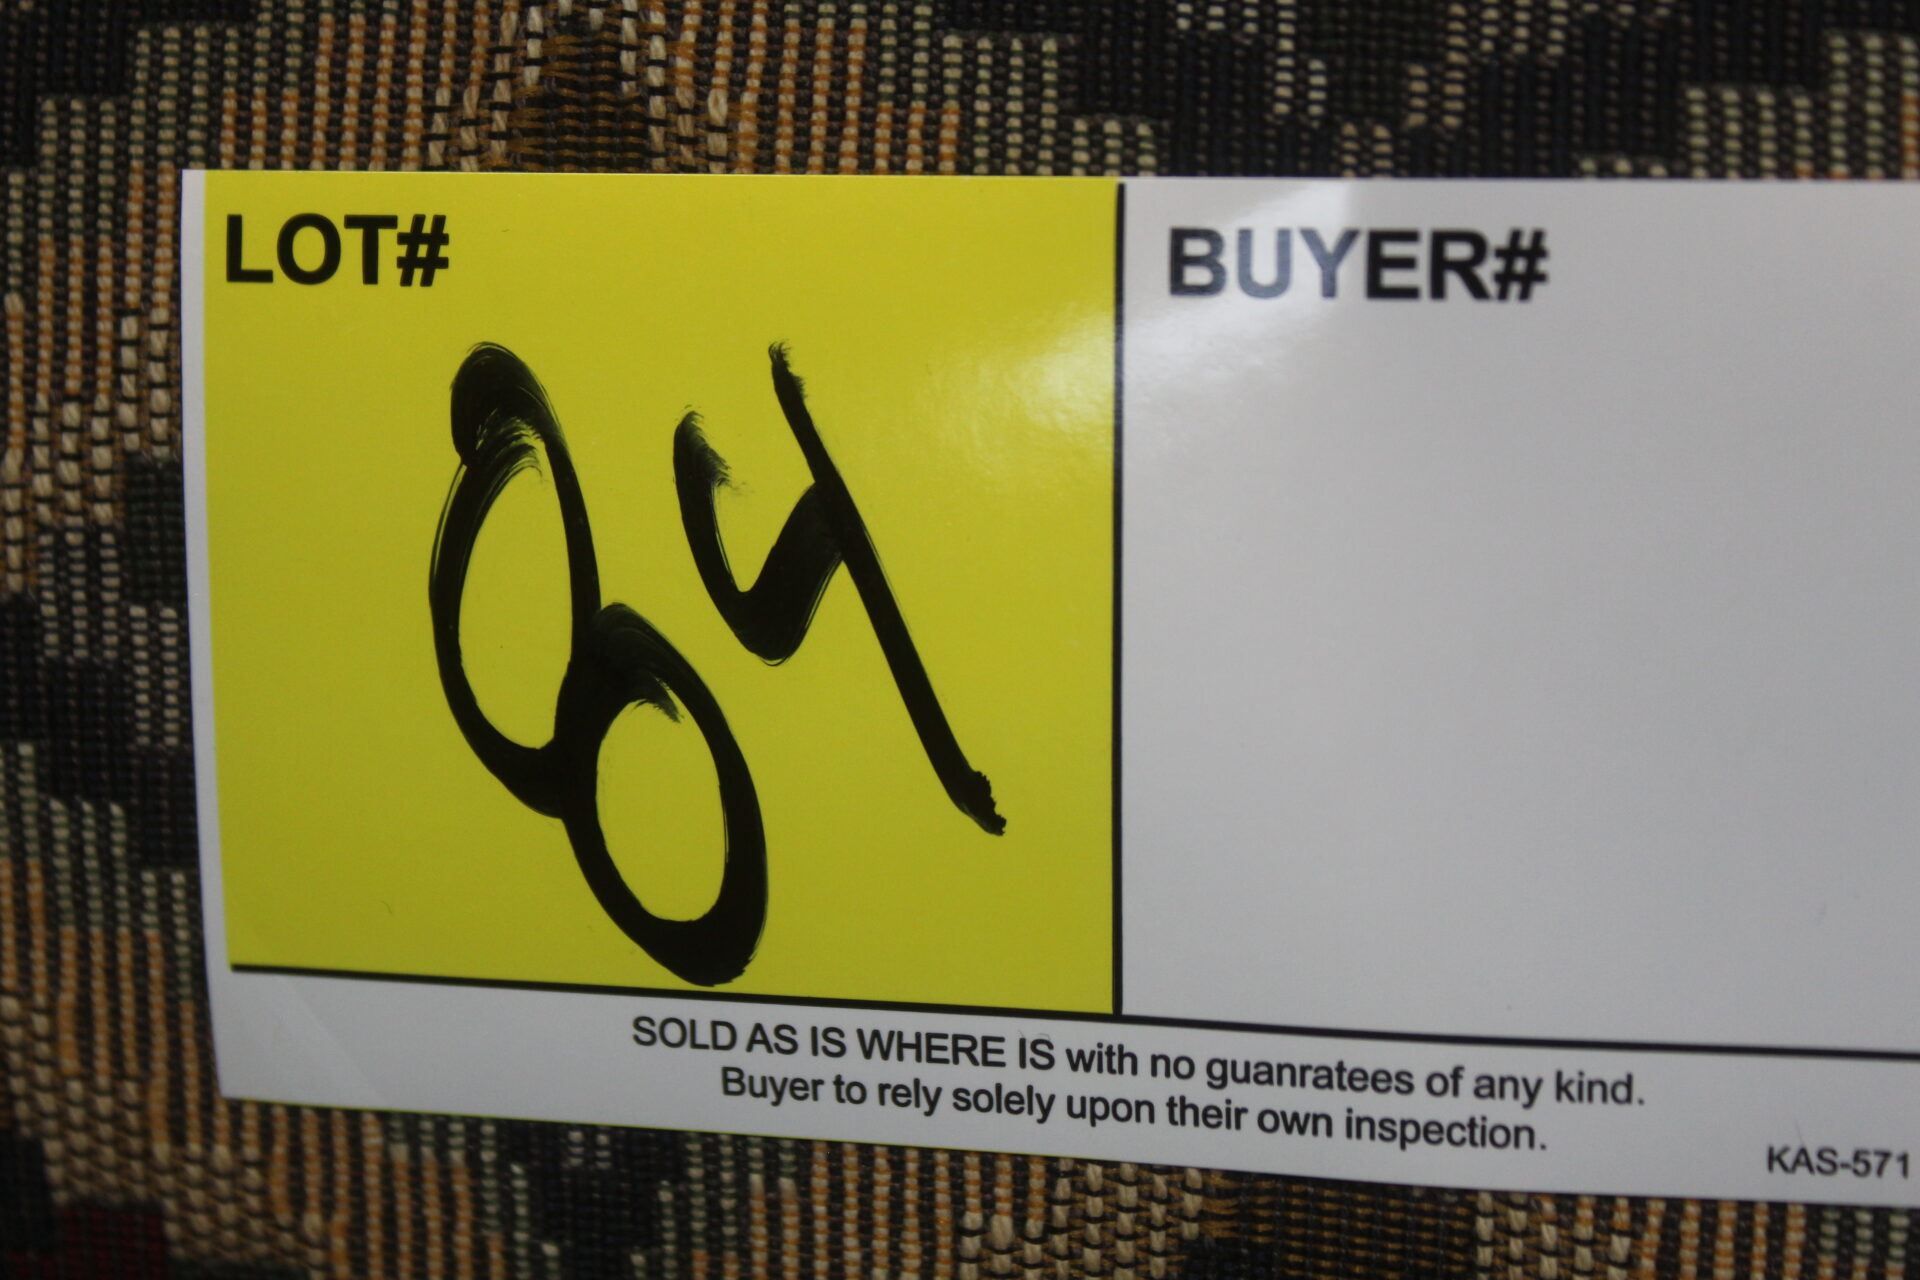 LOT#
84
BUYER#
SOLD AS IS WHERE IS with no guanratees of any kind.
Buyer to rely solely upon their own inspection.
KAS-571